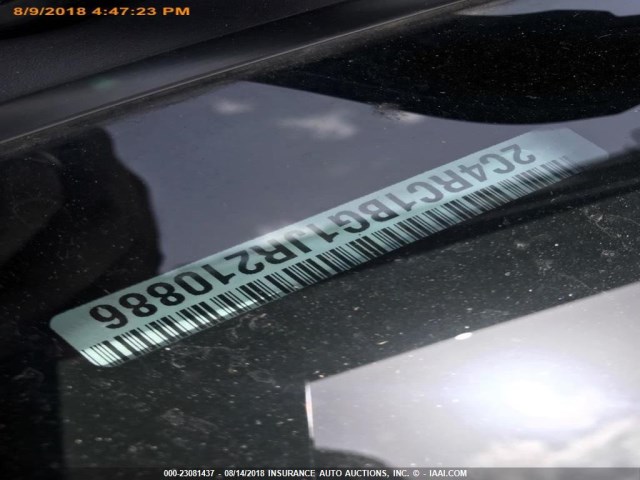 8/9/2018 4:47:23 PM
2C4RC1BG1JR210886
000-23081437 - 08/14/2018 INSURANCE AUTO AUCTIONS, INC. © - IAAI.COM